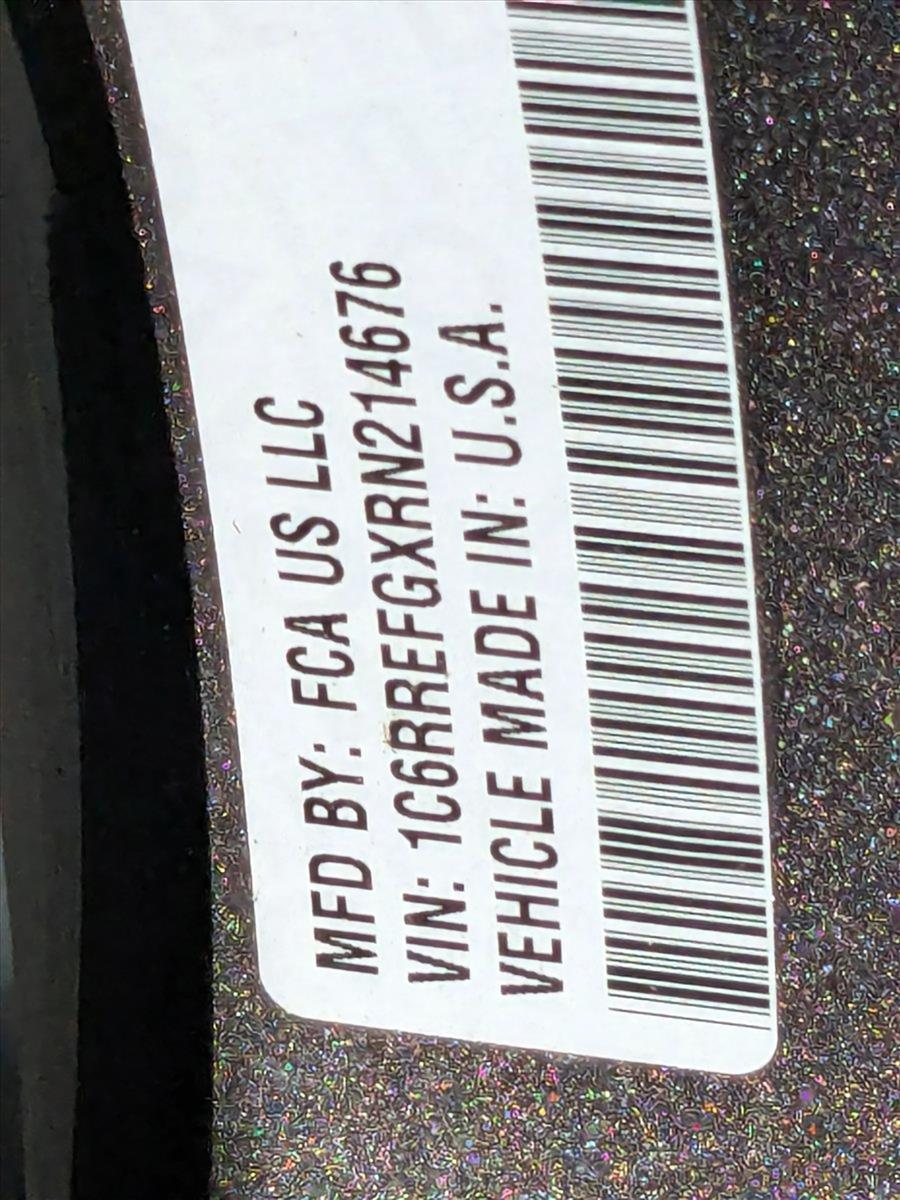 MFD BY: FCA US LLC
VIN: 1C6RREFGXRN214676
VEHICLE MADE IN: U.S.A.